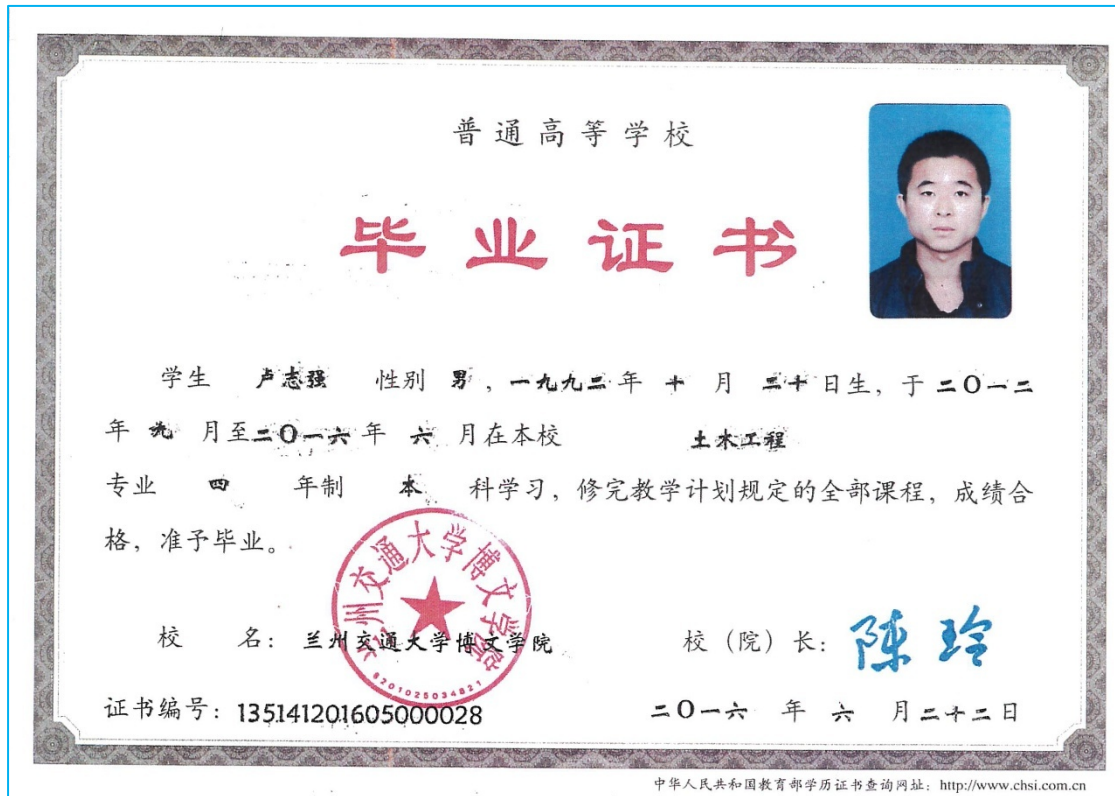 普通高等学校
毕业证书
学生 卢志强 性别 男，一九九二年 十 月 二十日生，于二〇一二
年 九 月至二〇一六年 六 月在本校 土木工程
专业 四 年制 本 科学习，修完教学计划规定的全部课程，成绩合
格，准予毕业。
兰州交通大学博文学院
6201025034821
校 名：兰州交通大学博文学院 校（院）长：陈玲
证书编号：135141201605000028 二〇一六 年 六 月二十二日
中华人民共和国教育部学历证书查询网址：http://www.chsi.com.cn